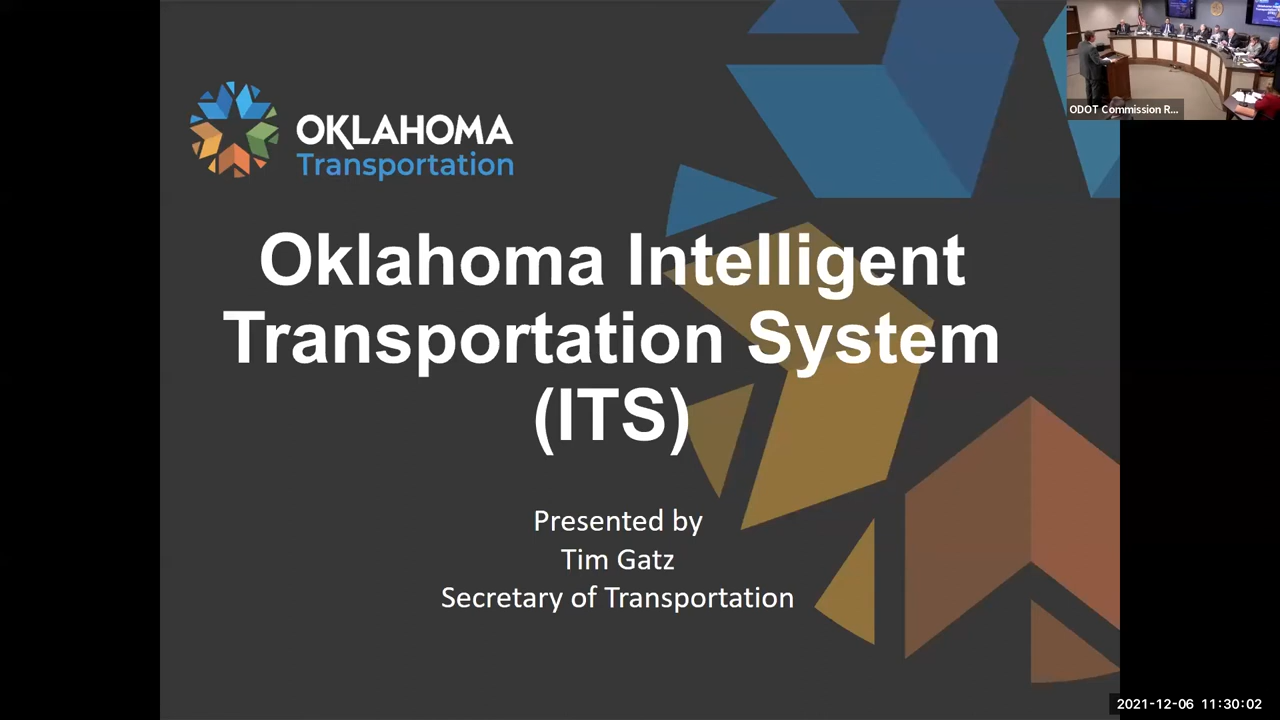 OKLAHOMA
Transportation
ODOT Commission R...
Oklahoma Intelligent
Transportation System
(ITS)
Presented by
Tim Gatz
Secretary of Transportation
2021-12-06 11:30:02